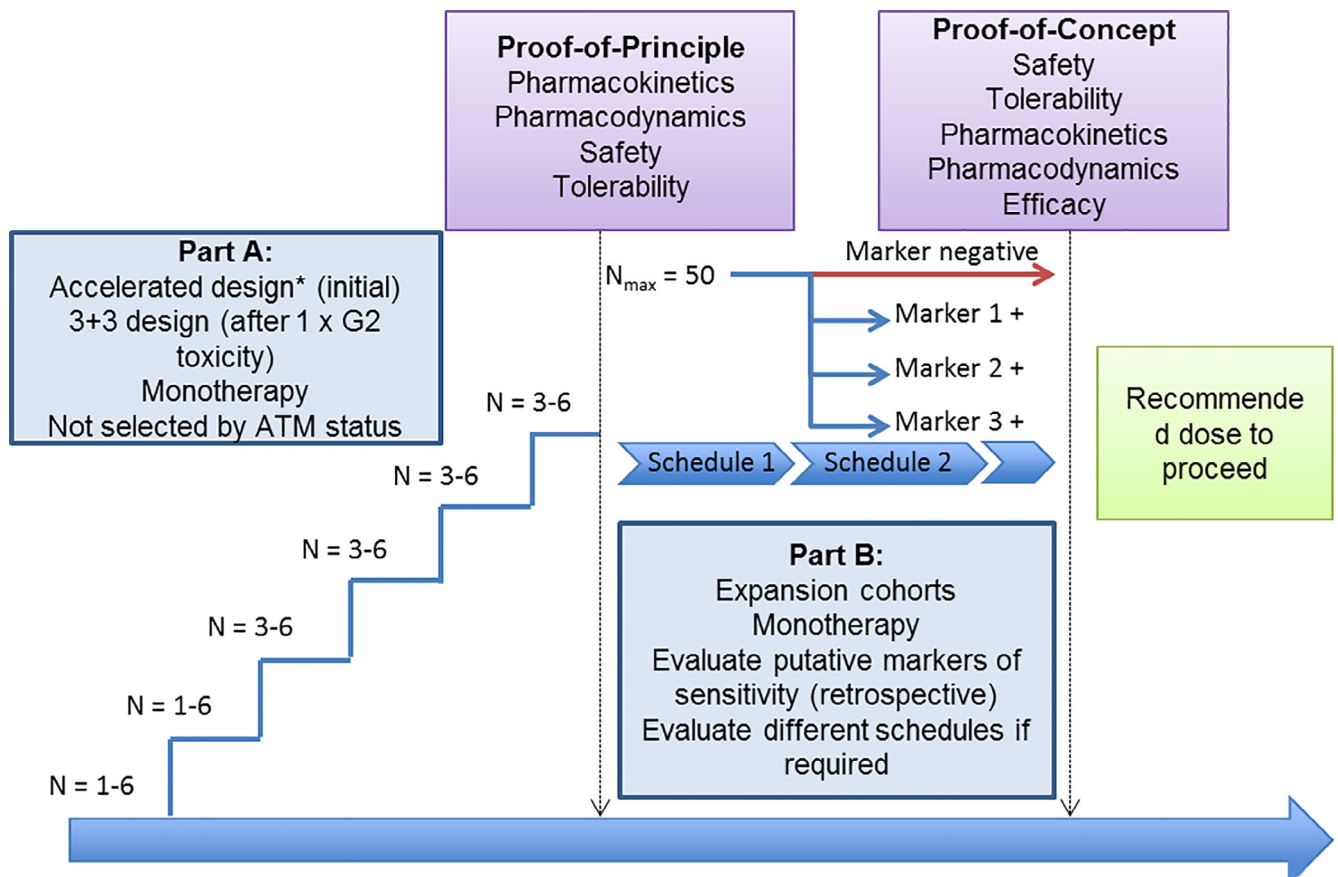 Proof-of-Principle
Pharmacokinetics
Pharmacodynamics
Safety
Tolerability
Proof-of-Concept
Safety
Tolerability
Pharmacokinetics
Pharmacodynamics
Efficacy
Part A:
Accelerated design* (initial)
3+3 design (after 1 x G2
toxicity)
Monotherapy
Not selected by ATM status
Nmax = 50
Marker negative
Marker 1 +
Marker 2 +
Marker 3 +
Schedule 1
Schedule 2
Recommende
d dose to
proceed
N = 3-6
N = 3-6
N = 3-6
N = 3-6
N = 1-6
N = 1-6
Part B:
Expansion cohorts
Monotherapy
Evaluate putative markers of
sensitivity (retrospective)
Evaluate different schedules if
required